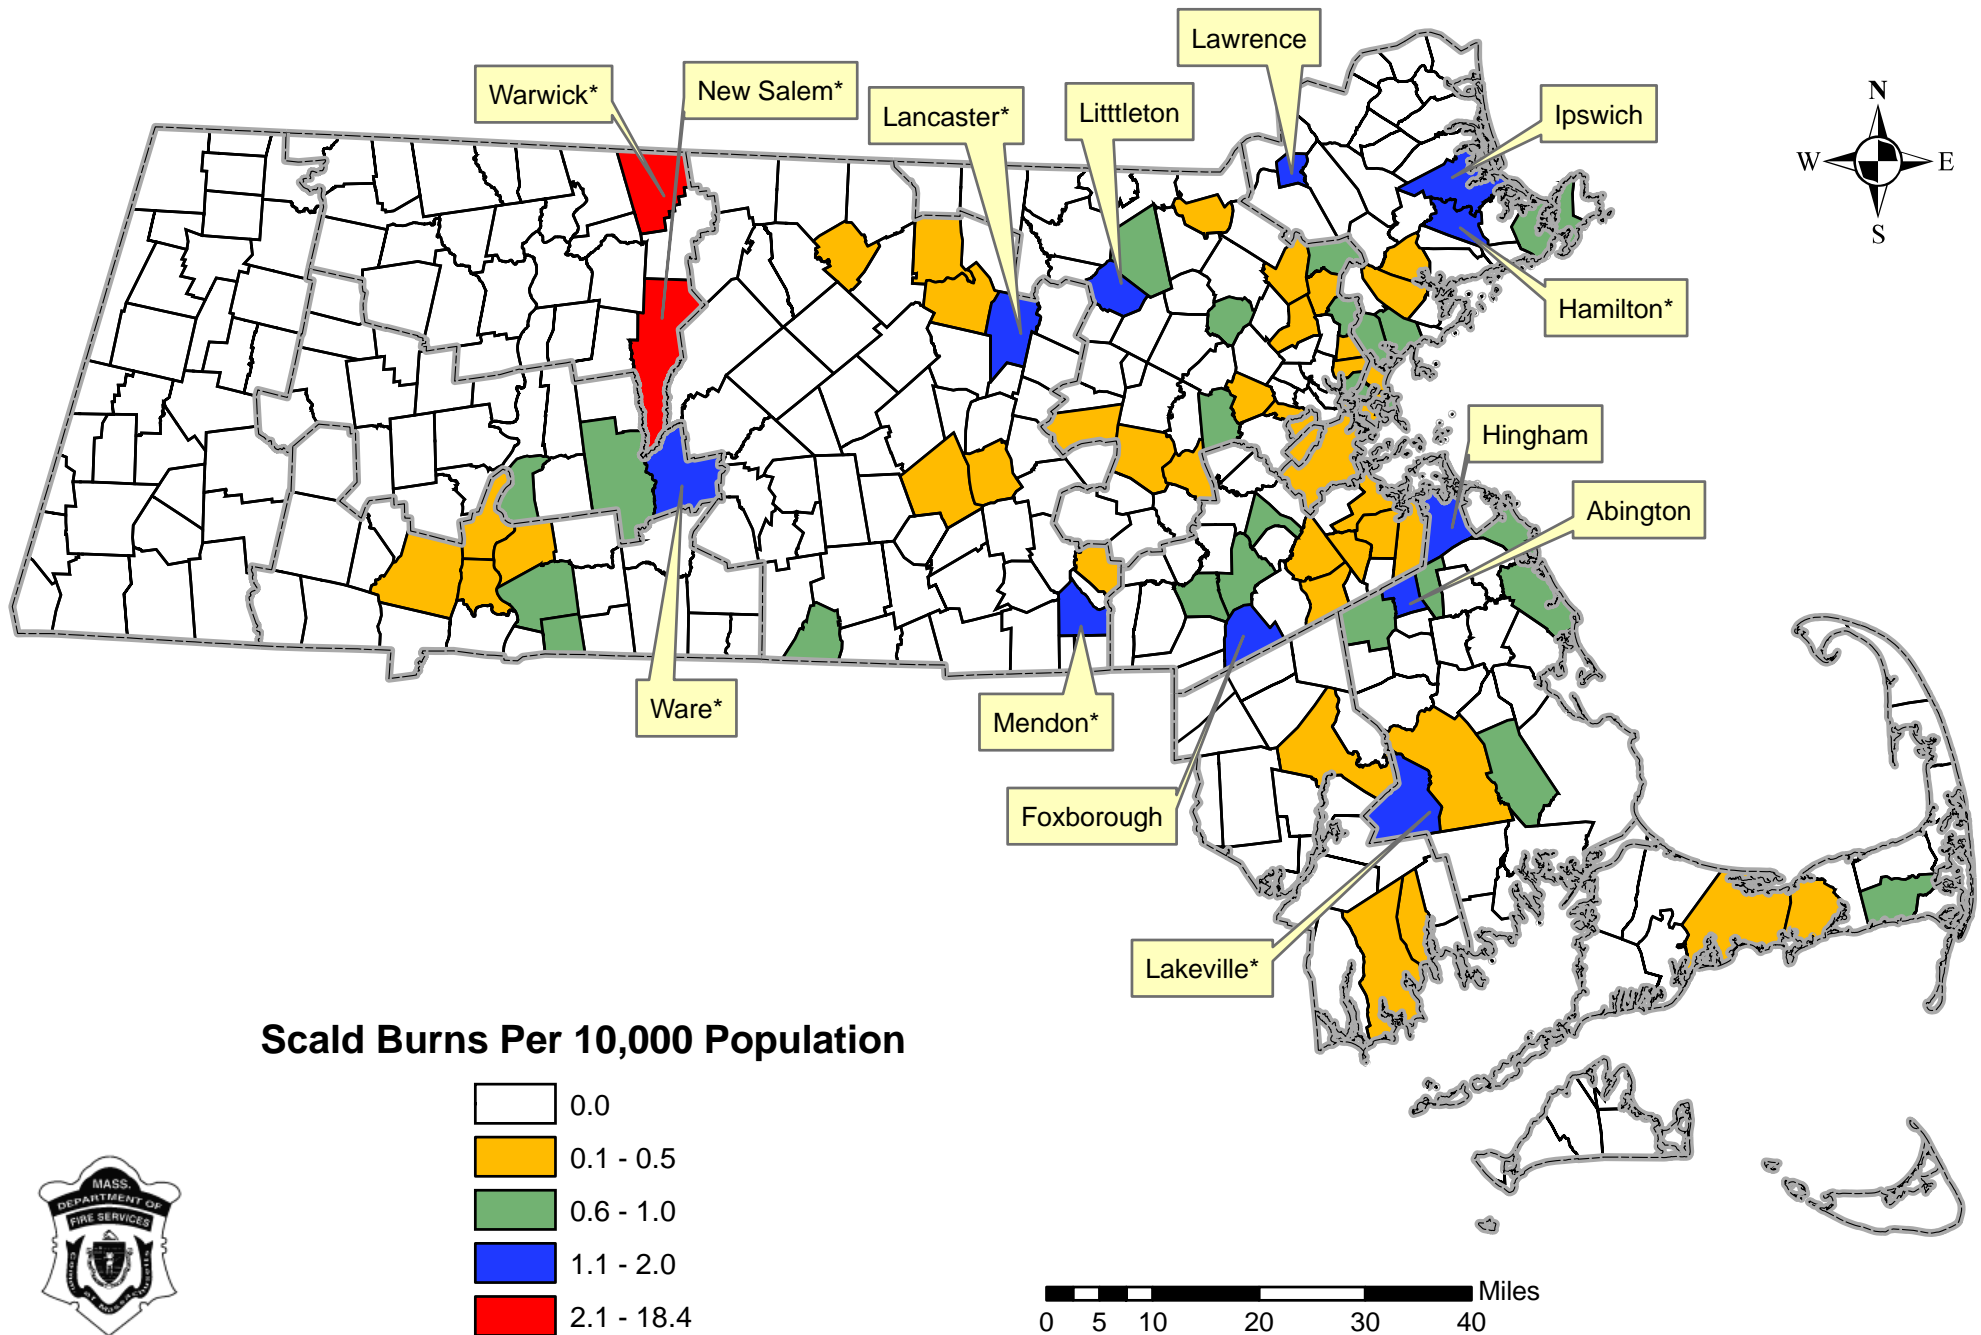 Lawrence
Warwick*
New Salem*
Lancaster*
Litttleton
Ipswich
N
W
E
S
Hamilton*
Hingham
Abington
Ware*
Mendon*
Foxborough
Lakeville*
Scald Burns Per 10,000 Population
0.0
0.1 - 0.5
0.6 - 1.0
1.1 - 2.0
2.1 - 18.4
MASS.
DEPARTMENT OF
FIRE SERVICES
Miles
0 5 10 20 30 40